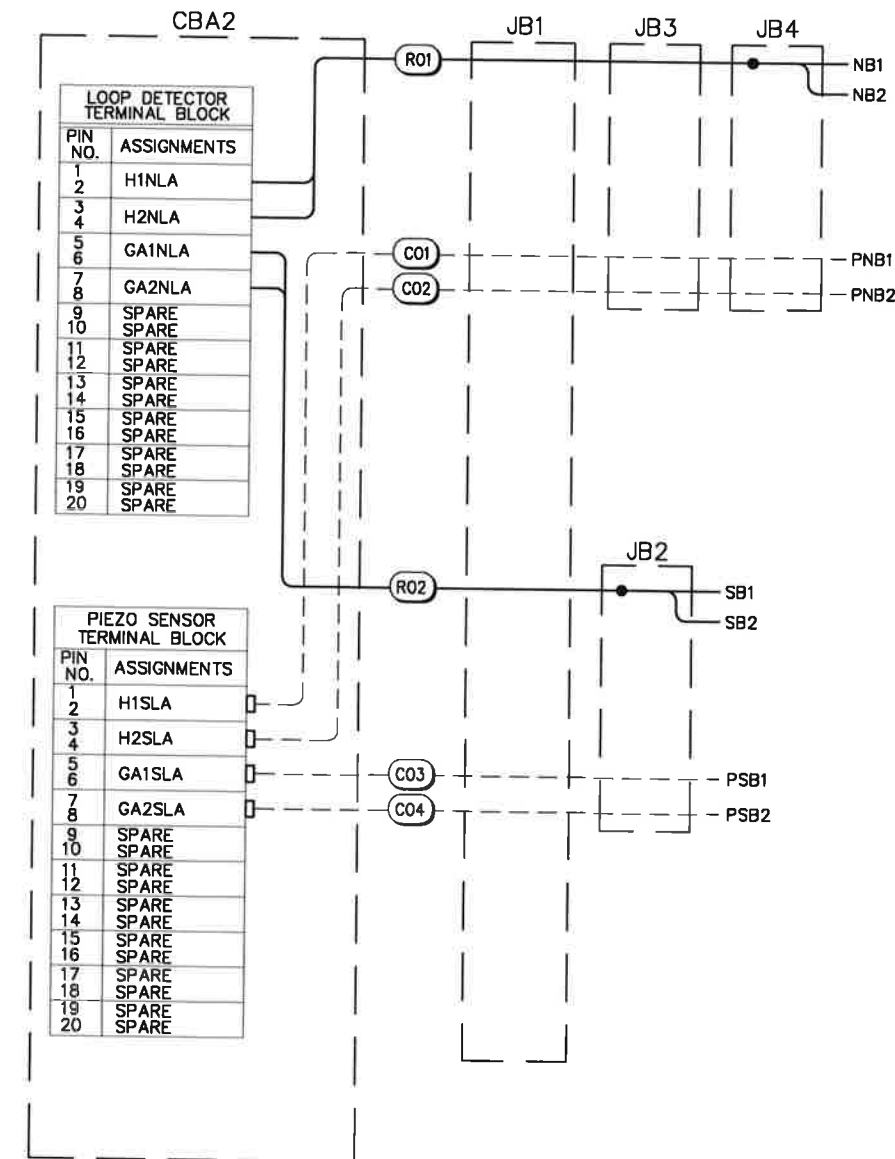 CBA2
JB1
JB3
JB4
R01
NB1
NB2
LOOP DETECTOR
TERMINAL BLOCK
PIN NO. ASSIGNMENTS
1
2 H1NLA
3
4 H2NLA
5
6 GA1NLA
7
8 GA2NLA
9 SPARE
10 SPARE
11 SPARE
12 SPARE
13 SPARE
14 SPARE
15 SPARE
16 SPARE
17 SPARE
18 SPARE
19 SPARE
20 SPARE
C01
PNB1
C02
PNB2
JB2
R02
SB1
SB2
PIEZO SENSOR
TERMINAL BLOCK
PIN NO. ASSIGNMENTS
1
2 H1SLA
3
4 H2SLA
5
6 GA1SLA
7
8 GA2SLA
9 SPARE
10 SPARE
11 SPARE
12 SPARE
13 SPARE
14 SPARE
15 SPARE
16 SPARE
17 SPARE
18 SPARE
19 SPARE
20 SPARE
C03
PSB1
C04
PSB2